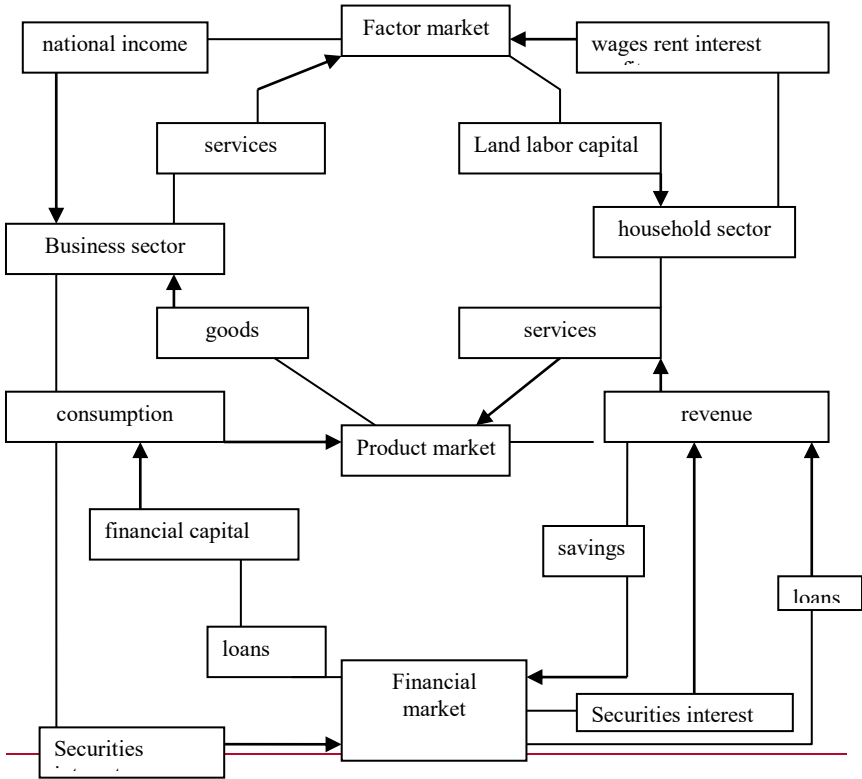 Factor market
national income
wages rent interest
services
Land labor capital
household sector
Business sector
goods
services
consumption
revenue
Product market
financial capital
savings
loans
loans
Financial
market
Securities interest
Securities